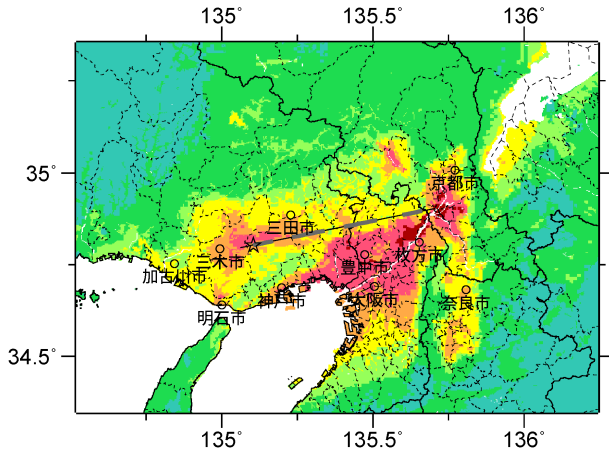 135° 135.5° 136°
35°
京都市
三田市
三木市
枚方市
豊中市
加古川市
神戸市
大阪市
奈良市
明石市
34.5°
135° 135.5° 136°